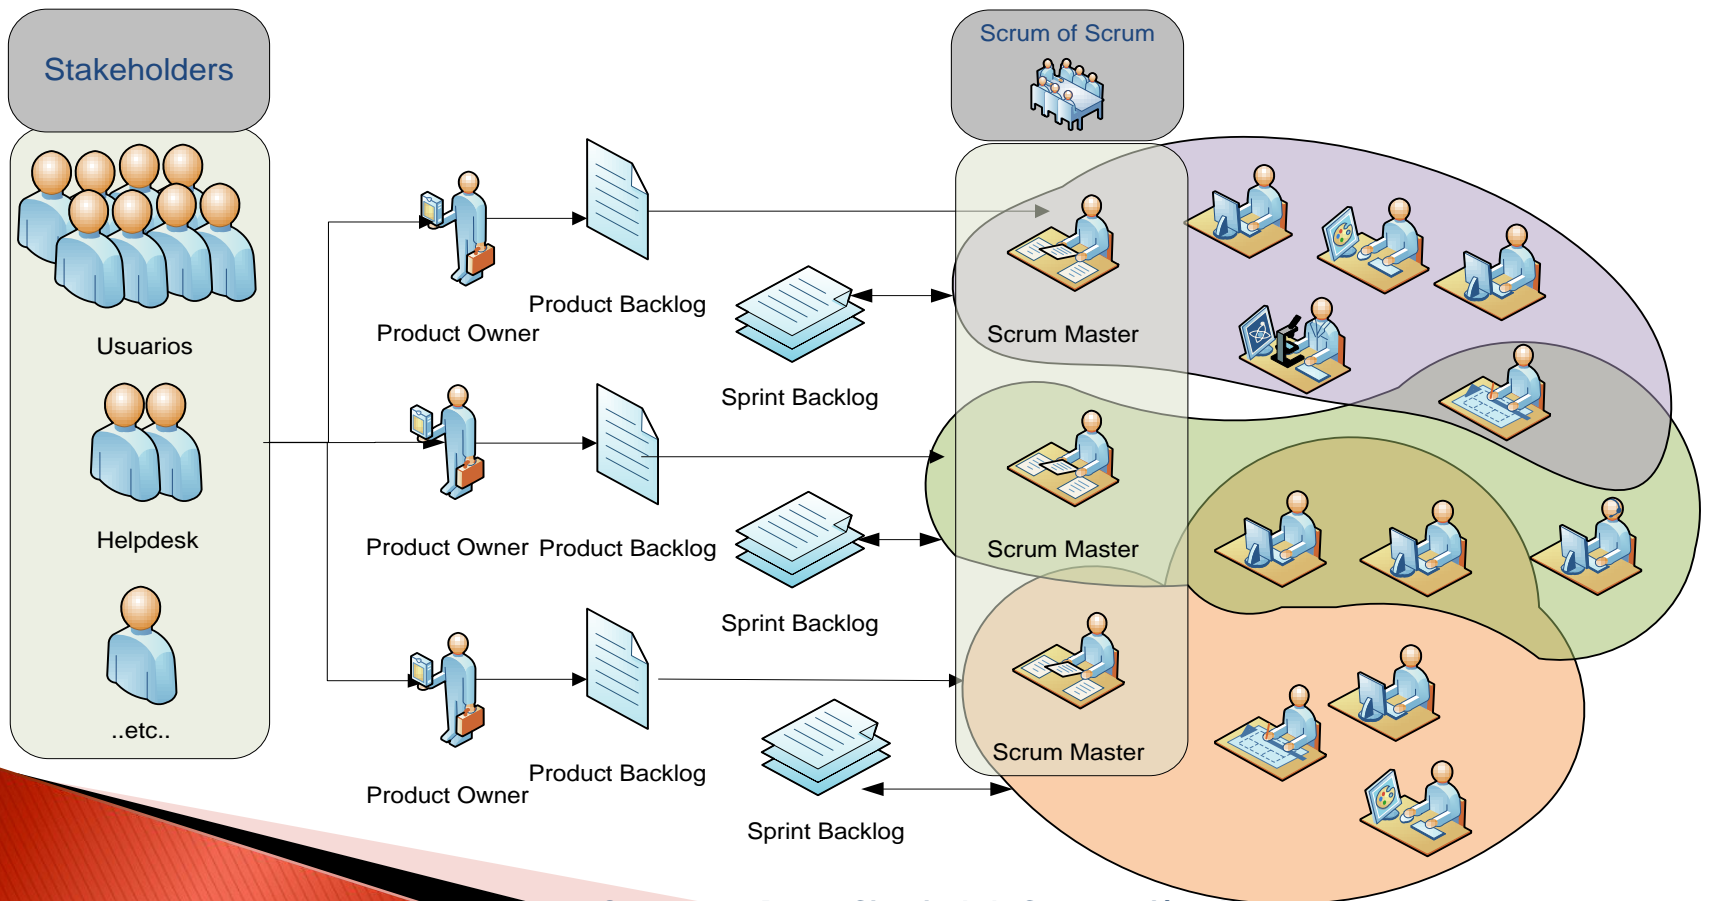 Stakeholders
Scrum of Scrum
Usuarios
Helpdesk
..etc..
Product Owner
Product Backlog
Sprint Backlog
Scrum Master
Product Owner
Product Backlog
Sprint Backlog
Scrum Master
Product Owner
Product Backlog
Sprint Backlog
Scrum Master